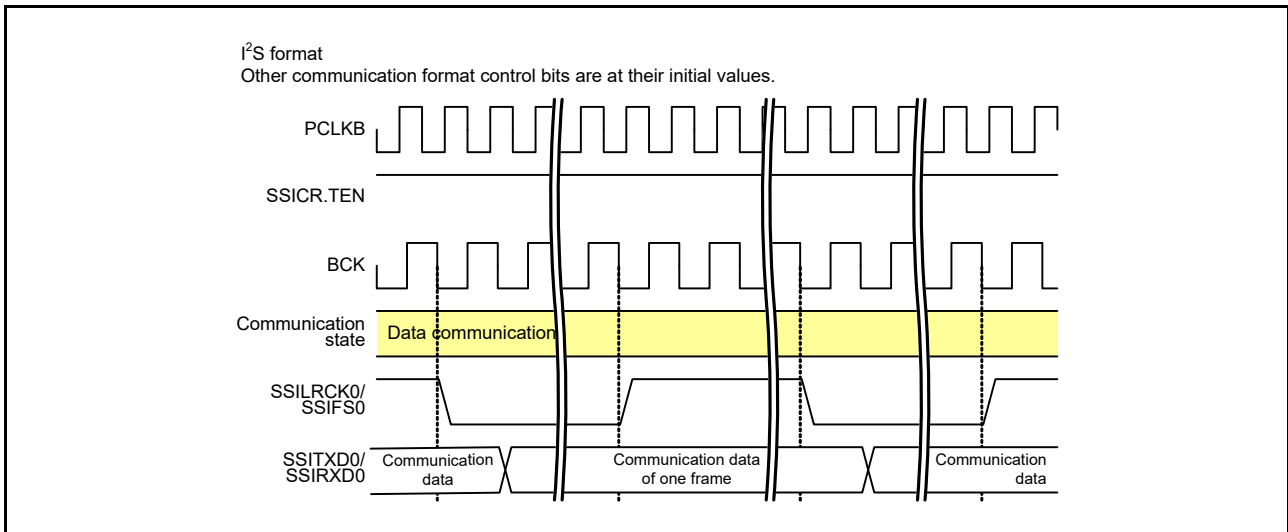 I²S format
Other communication format control bits are at their initial values.
PCLKB
SSICR.TEN
BCK
Communication
state
Data communication
SSILRCK0/
SSIFS0
SSITXD0/
SSIRXD0
Communication
data
Communication data
of one frame
Communication
data